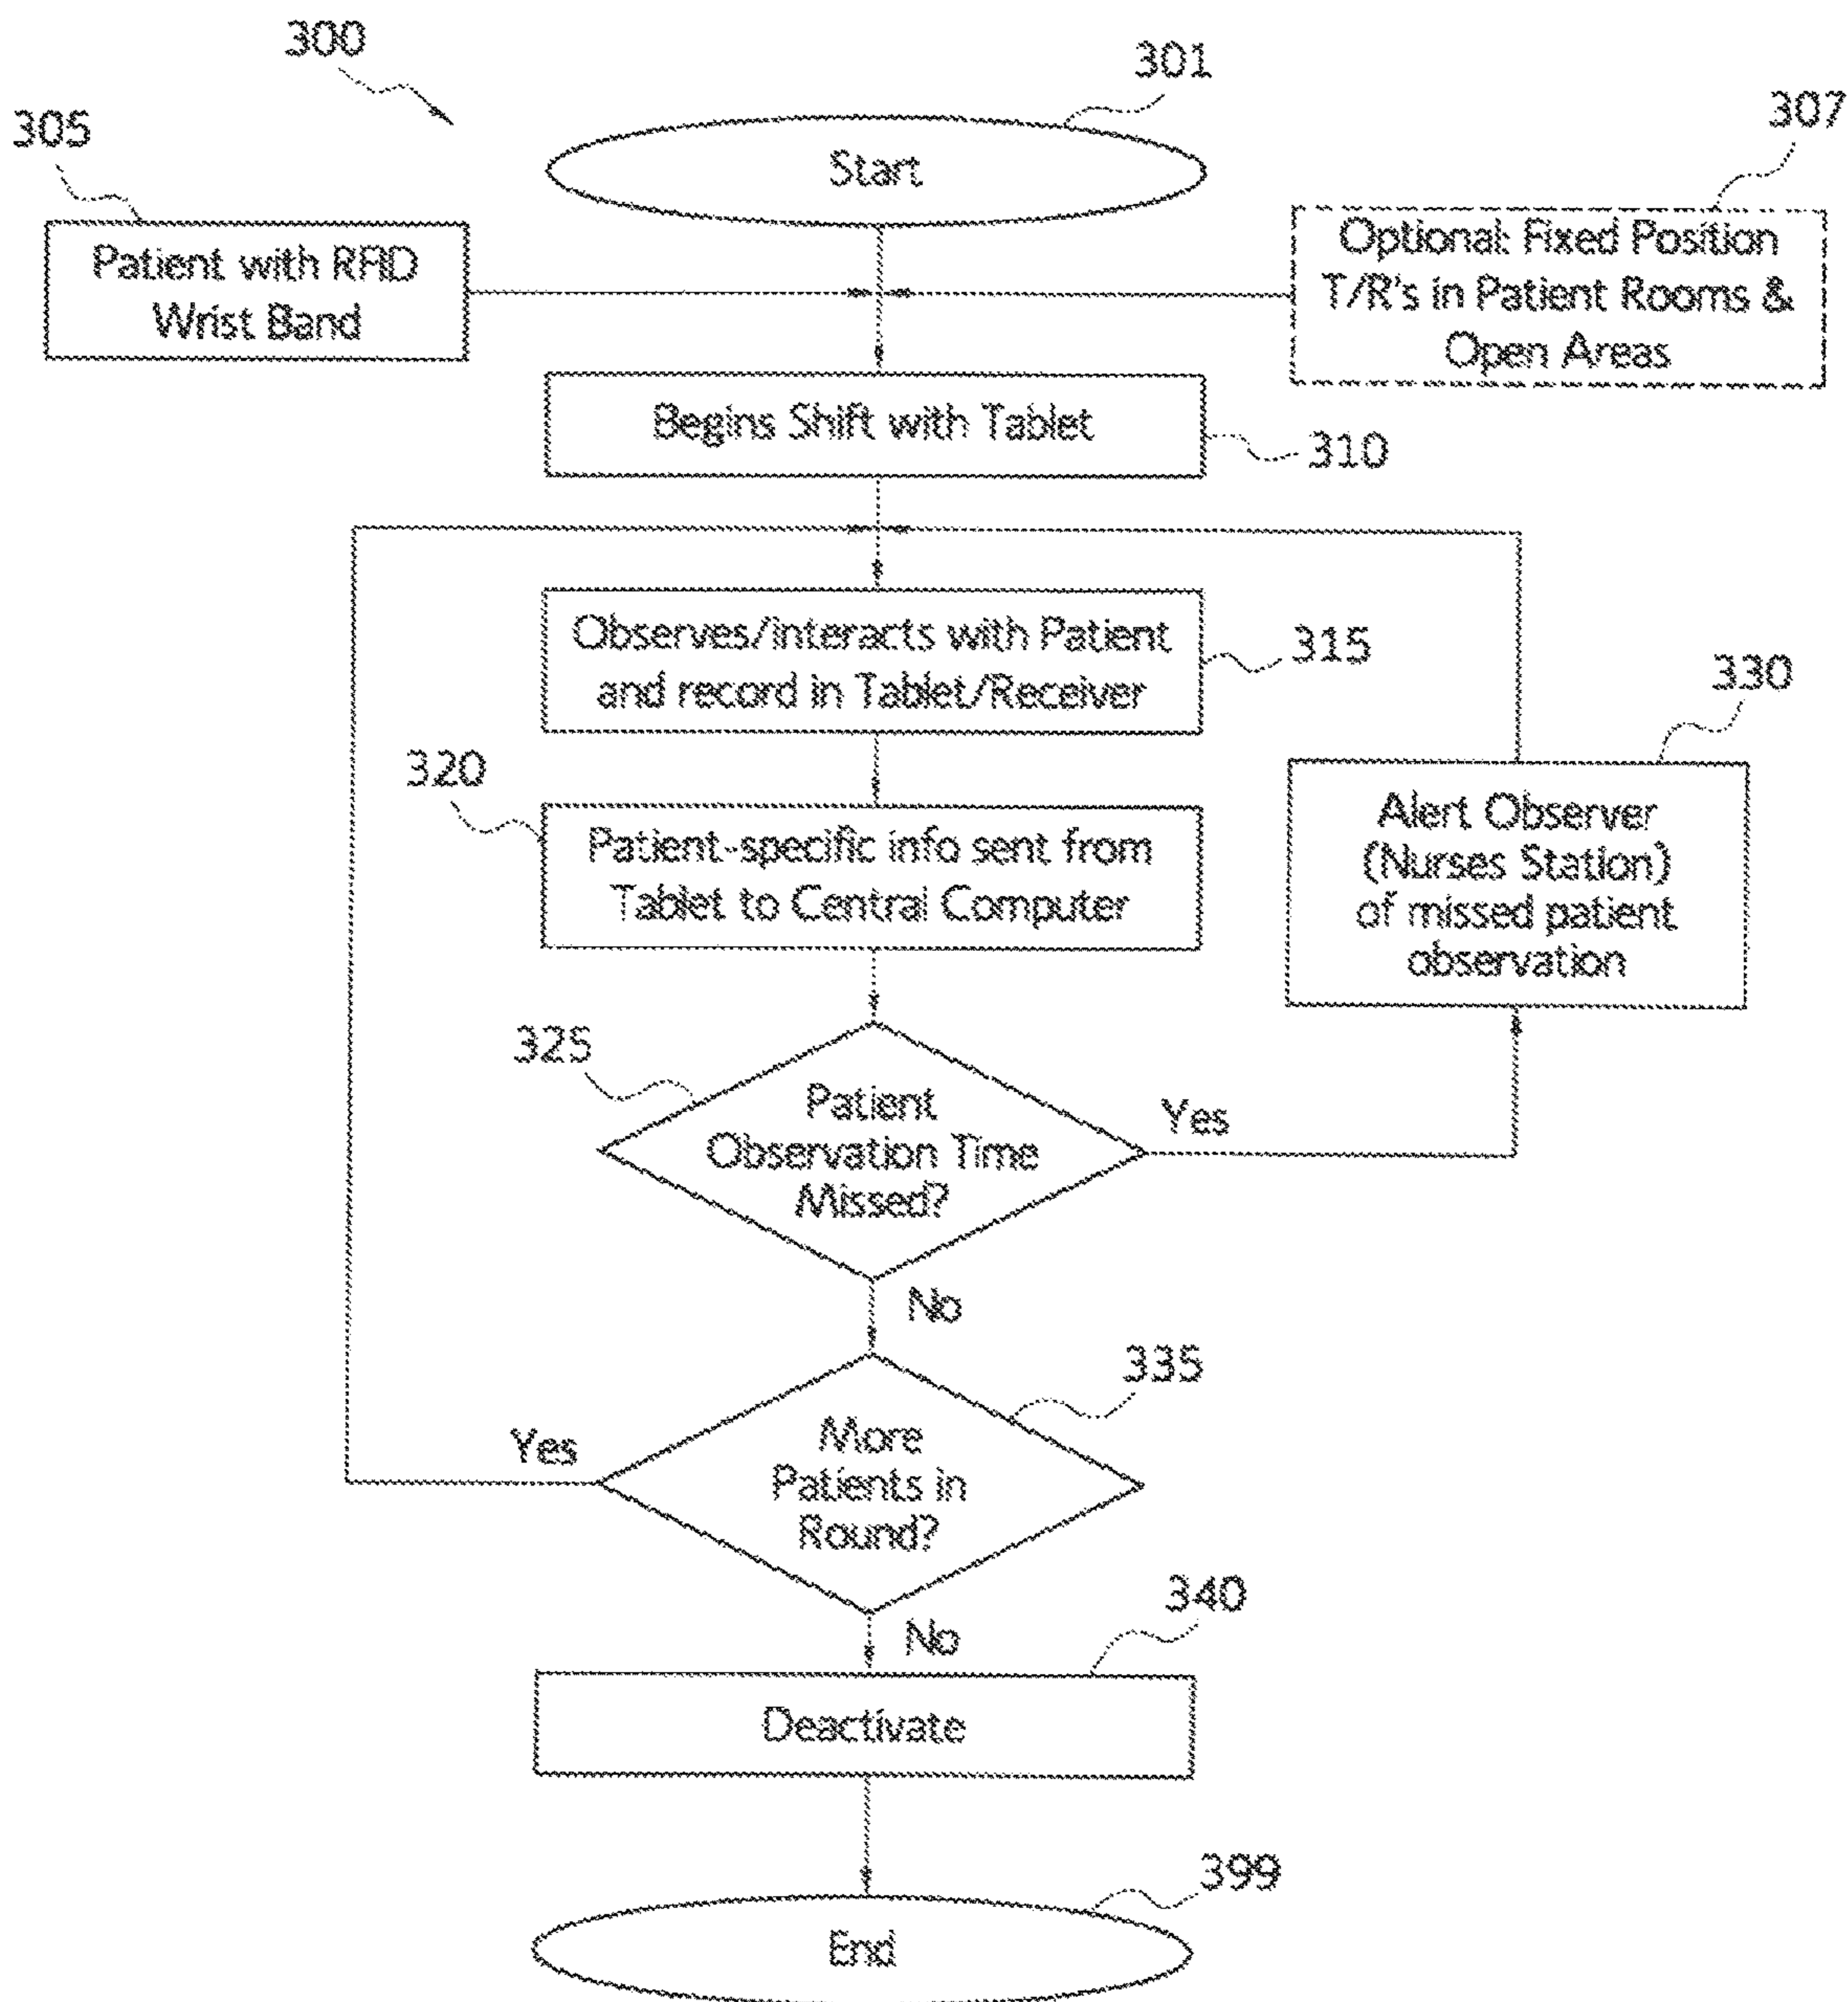 300
301
305
307
Start
Patient with RFID
Wrist Band
Optional: Fixed Position
T/R's in Patient Rooms &
Open Areas
Begins Shift with Tablet
310
Observes/interacts with Patient
and record in Tablet/Receiver
315
320
330
Patient-specific info sent from
Tablet to Central Computer
Alert Observer
(Nurses Station)
of missed patient
observation
325
Patient
Observation Time
Missed?
Yes
No
335
More
Patients in
Round?
Yes
No
340
Deactivate
399
End